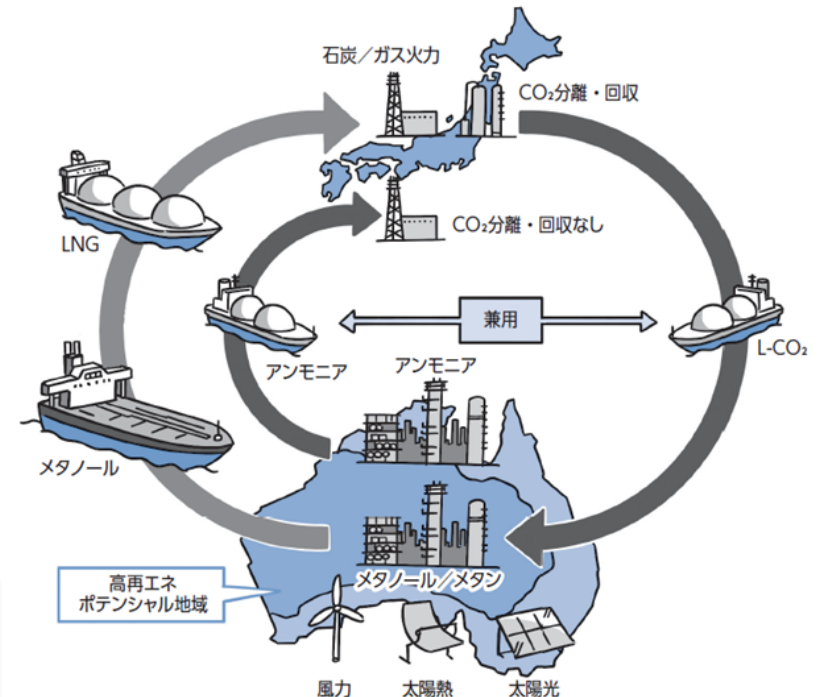 石炭／ガス火力
CO₂分離・回収
LNG
CO₂分離・回収なし
兼用
アンモニア
アンモニア
L-CO₂
メタノール
メタノール／メタン
高再エネ
ポテンシャル地域
風力
太陽熱
太陽光